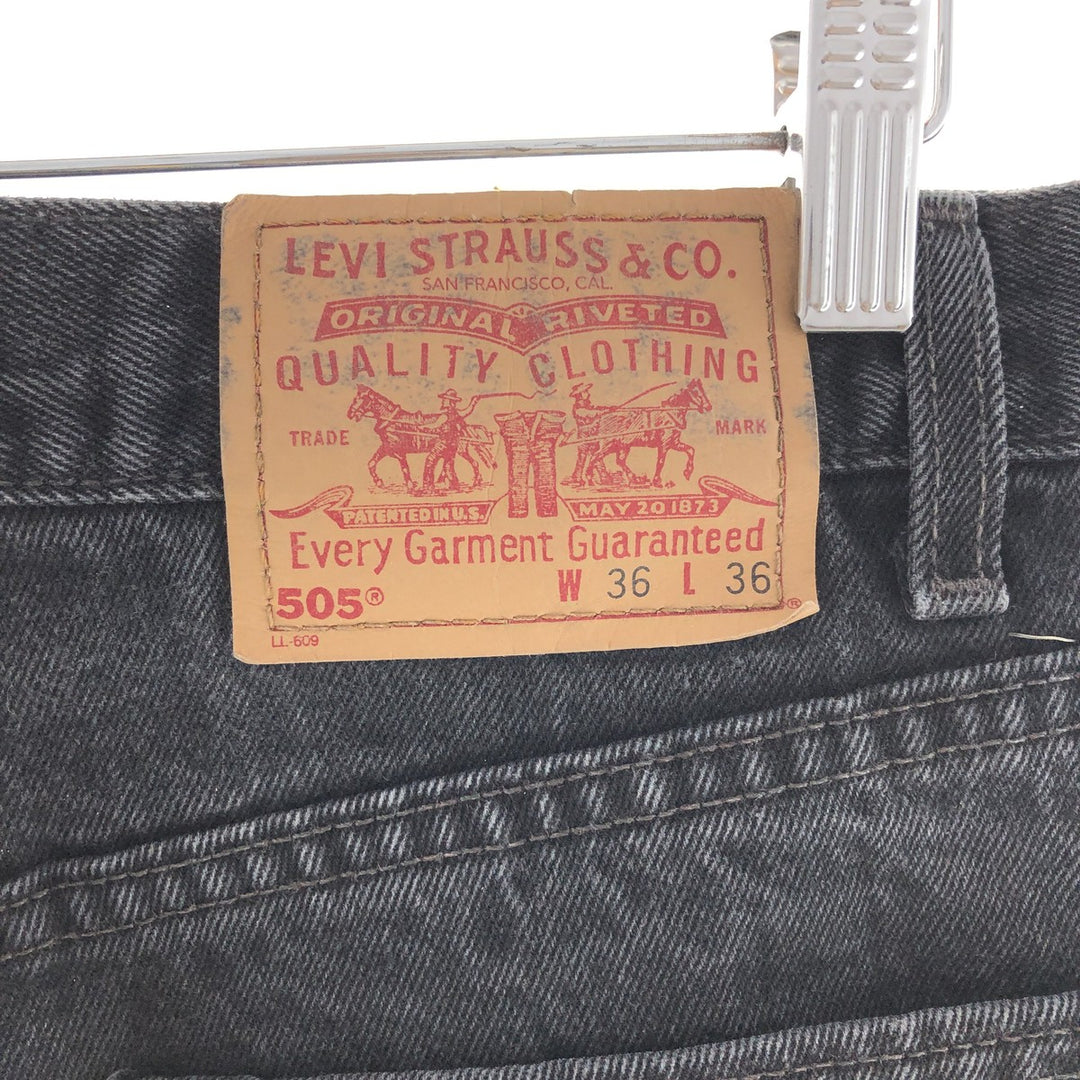 LEVI STRAUSS & CO.
SAN FRANCISCO, CAL.
ORIGINAL RIVETED
QUALITY CLOTHING
TRADE MARK
PATENTED IN U.S. MAY 20 1873
Every Garment Guaranteed
505® W 36 L 36 ®
LL-609